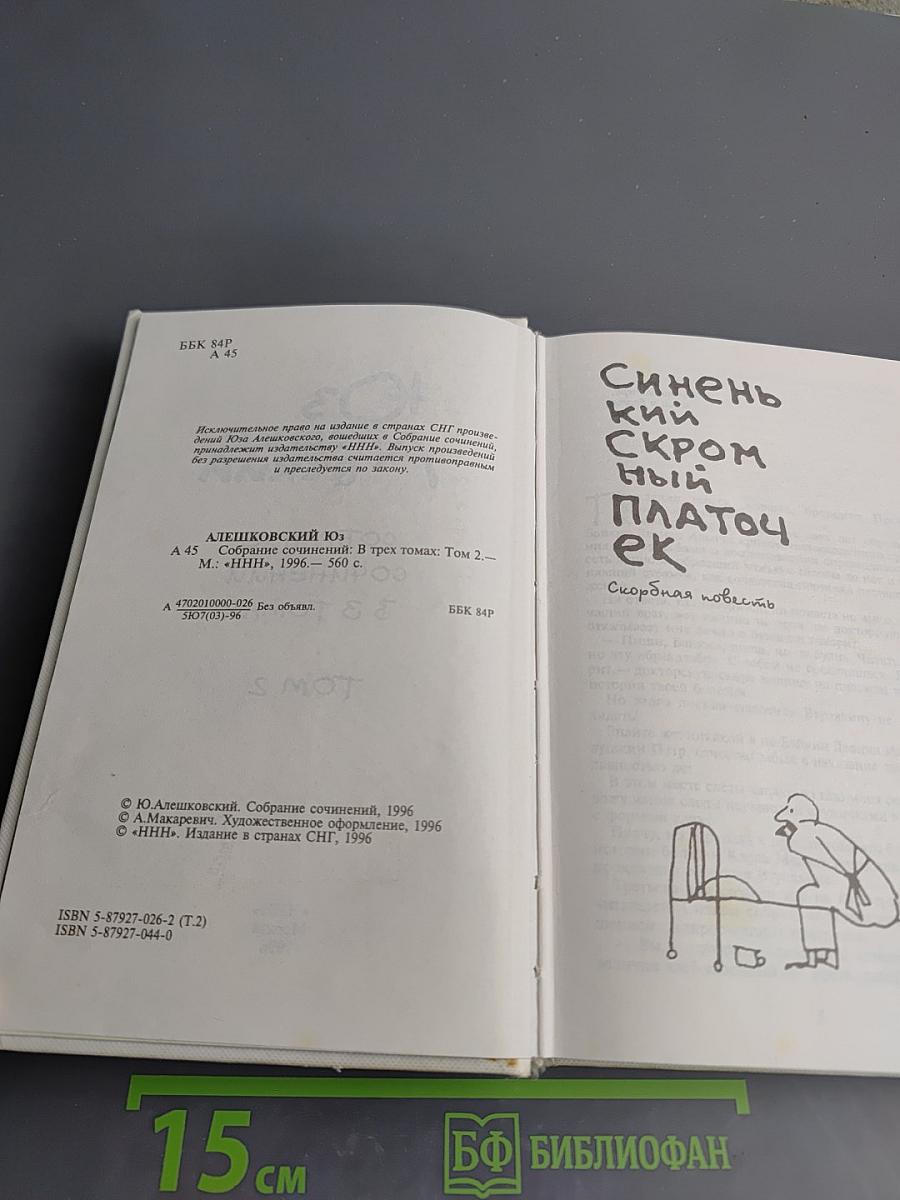 ББК 84Р
А 45
Исключительное право на издание в странах СНГ произве-
дений Юза Алешковского, вошедших в Собрание сочинений,
принадлежит издательству «ННН». Выпуск произведений
без разрешения издательства считается противоправным
и преследуется по закону.
АЛЕШКОВСКИЙ Юз
А 45 Собрание сочинений: В трех томах: Том 2.—
М.: «ННН», 1996.— 560 с.
А 4702010000-026 Без объявл. ББК 84Р
5Ю7(03)-96
© Ю.Алешковский. Собрание сочинений, 1996
© А.Макаревич. Художественное оформление, 1996
© «ННН». Издание в странах СНГ, 1996
ISBN 5-87927-026-2 (Т.2)
ISBN 5-87927-044-0
СИНЕНЬ
КИЙ
СКРОМ
НЫЙ
ПЛАТОЧ
ЕК
Скорбная повесть
15 см
БФ БИБЛИОФАН